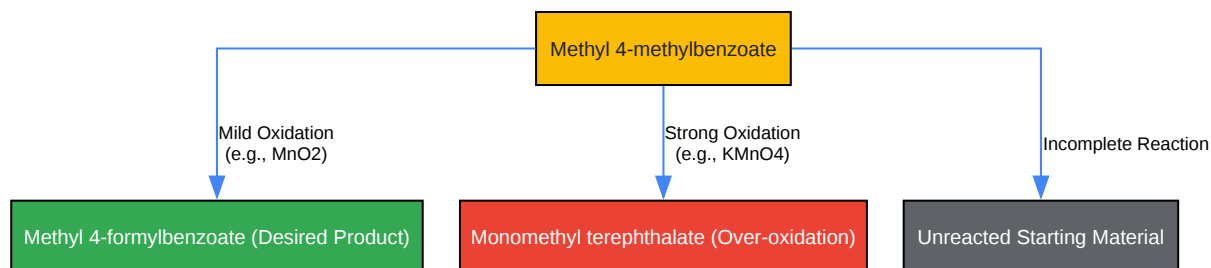 Methyl 4-methylbenzoate
Mild Oxidation
(e.g., MnO2)
Strong Oxidation
(e.g., KMnO4)
Incomplete Reaction
Methyl 4-formylbenzoate (Desired Product)
Monomethyl terephthalate (Over-oxidation)
Unreacted Starting Material